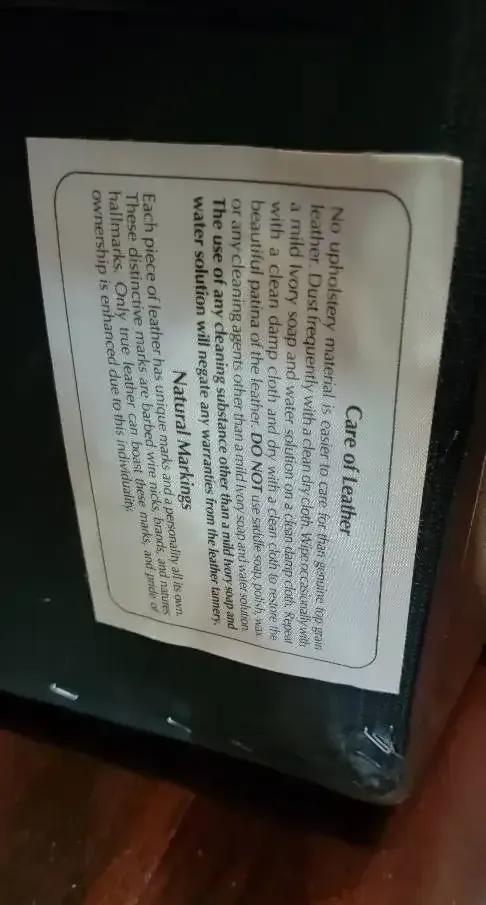 Care of Leather
No upholstery material is easier to care for than genuine top grain
leather. Dust frequently with a clean dry cloth. Wipe occasionally with
a mild Ivory soap and water solution on a clean damp cloth. Repeat
with a clean damp cloth and dry with a clean cloth to restore the
beautiful patina of the leather. DO NOT use saddle soap, polish, wax
or any cleaning agents other than a mild Ivory soap and water solution.
The use of any cleaning substance other than a mild Ivory soap and
water solution will negate any warranties from the leather tannery.
Natural Markings
Each piece of leather has unique marks and a personality all its own.
These distinctive marks are barbed wire nicks, brands, and natures
hallmarks. Only true leather can boast these marks, and pride of
ownership is enhanced due to this individuality.